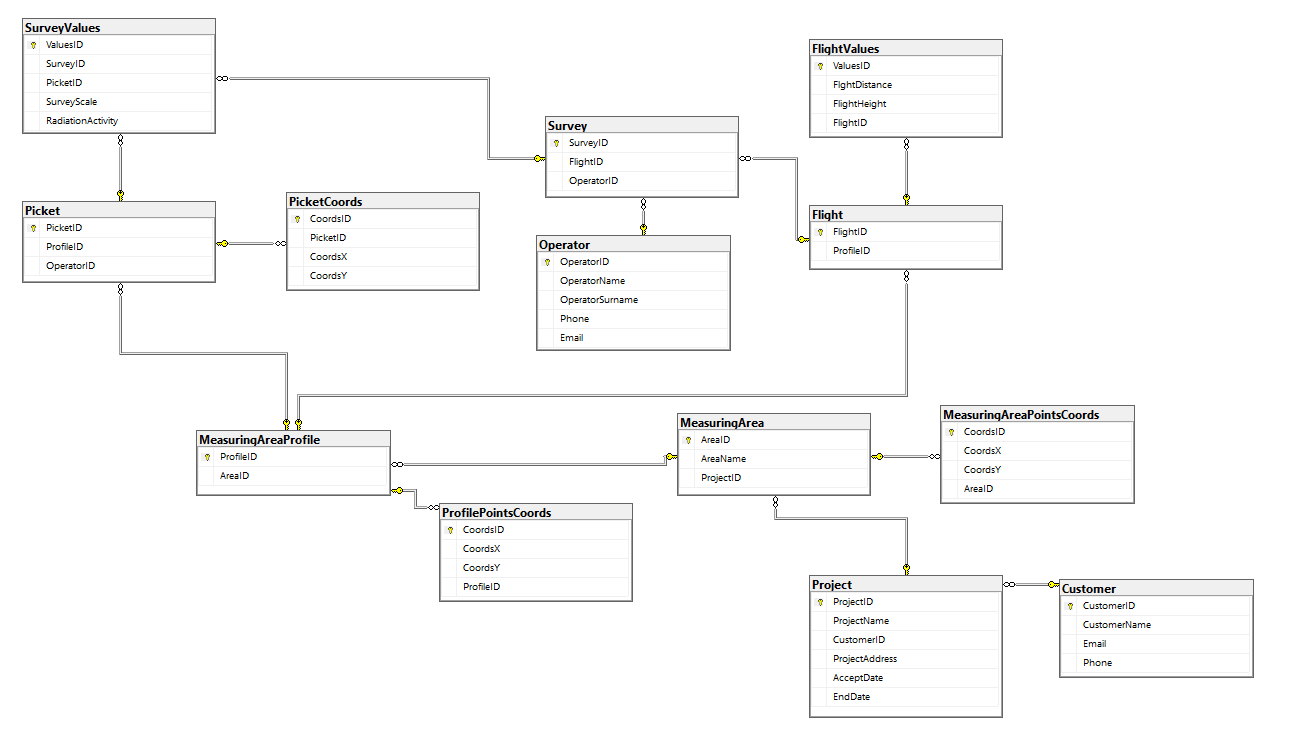 SurveyValues
ValuesID
SurveyID
PicketID
SurveyScale
RadiationActivity
FlightValues
ValuesID
FlghtDistance
FlightHeight
FlightID
Survey
SurveyID
FlightID
OperatorID
Picket
PicketID
ProfileID
OperatorID
PicketCoords
CoordsID
PicketID
CoordsX
CoordsY
Operator
OperatorID
OperatorName
OperatorSurname
Phone
Email
Flight
FlightID
ProfileID
MeasuringAreaProfile
ProfileID
AreaID
MeasuringArea
AreaID
AreaName
ProjectID
MeasuringAreaPointsCoords
CoordsID
CoordsX
CoordsY
AreaID
ProfilePointsCoords
CoordsID
CoordsX
CoordsY
ProfileID
Project
ProjectID
ProjectName
CustomerID
ProjectAddress
AcceptDate
EndDate
Customer
CustomerID
CustomerName
Email
Phone